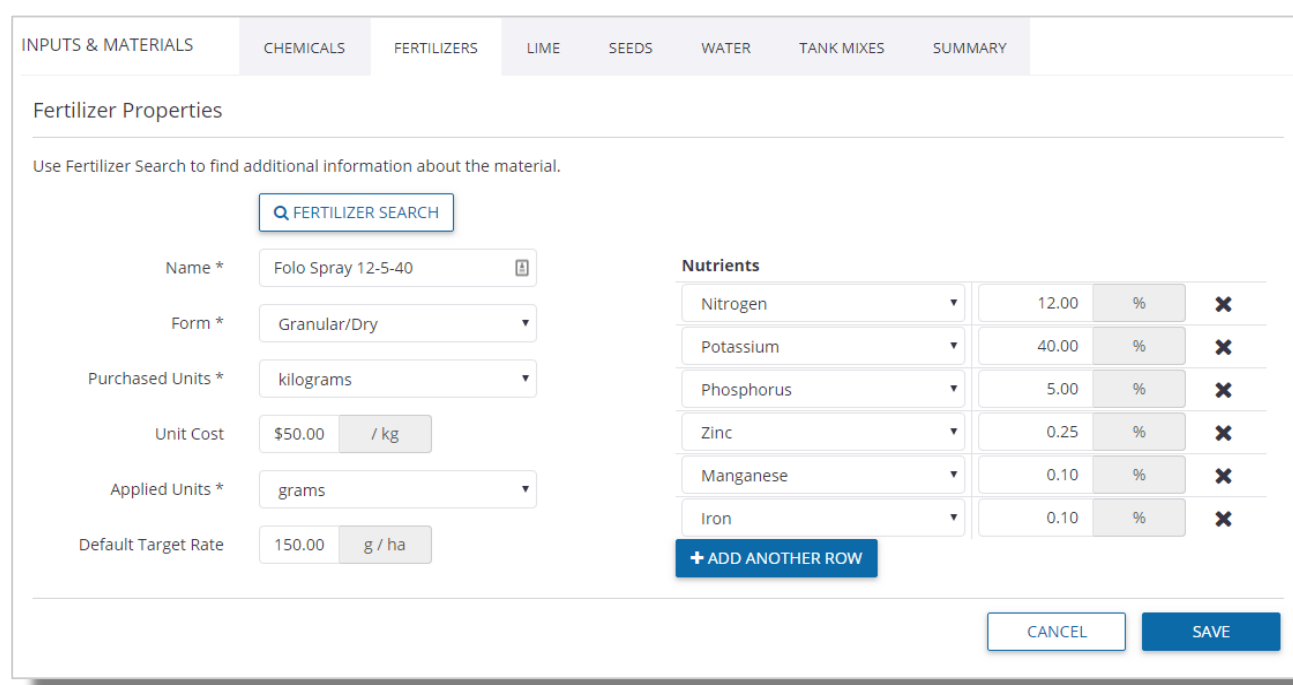 INPUTS & MATERIALS CHEMICALS FERTILIZERS LIME SEEDS WATER TANK MIXES SUMMARY
Fertilizer Properties
Use Fertilizer Search to find additional information about the material.
FERTILIZER SEARCH
Name * Folo Spray 12-5-40
Form * Granular/Dry
Purchased Units * kilograms
Unit Cost $50.00 / kg
Applied Units * grams
Default Target Rate 150.00 g / ha
Nutrients
Nitrogen 12.00 %
Potassium 40.00 %
Phosphorus 5.00 %
Zinc 0.25 %
Manganese 0.10 %
Iron 0.10 %
+ ADD ANOTHER ROW
CANCEL SAVE